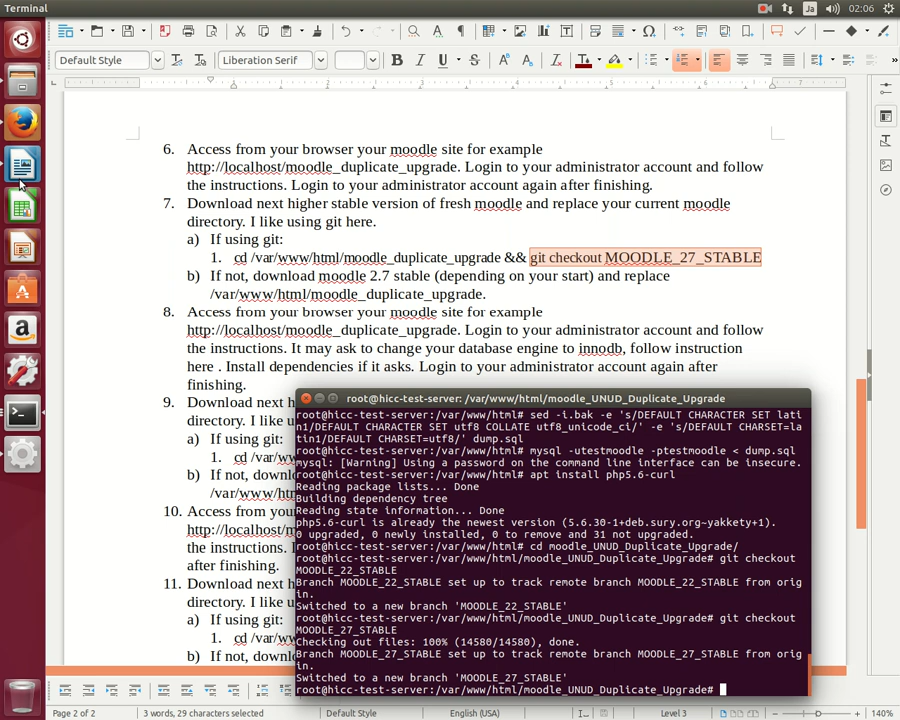 Terminal
Ja
02:06
Default Style
Liberation Serif
6. Access from your browser your moodle site for example
http://localhost/moodle_duplicate_upgrade. Login to your administrator account and follow
the instructions. Login to your administrator account again after finishing.
7. Download next higher stable version of fresh moodle and replace your current moodle
directory. I like using git here.
a) If using git:
1. cd /var/www/html/moodle_duplicate_upgrade && git checkout MOODLE_27_STABLE
b) If not, download moodle 2.7 stable (depending on your start) and replace
/var/www/html/moodle_duplicate_upgrade.
8. Access from your browser your moodle site for example
http://localhost/moodle_duplicate_upgrade. Login to your administrator account and follow
the instructions. It may ask to change your database engine to innodb, follow instruction
here . Install dependencies if it asks. Login to your administrator account again after
finishing.
9. Download next h
directory. I like u
a) If using git:
1. cd /var/ww
b) If not, downl
/var/www/htm
10. Access from you
http://localhost/m
the instructions. I
after finishing.
11. Download next h
directory. I like u
a) If using git:
1. cd /var/ww
b) If not, downl
root@hicc-test-server: /var/www/html/moodle_UNUD_Duplicate_Upgrade
root@hicc-test-server:/var/www/html# sed -i.bak -e 's/DEFAULT CHARACTER SET lati
n1/DEFAULT CHARACTER SET utf8 COLLATE utf8_unicode_ci/' -e 's/DEFAULT CHARSET=la
tin1/DEFAULT CHARSET=utf8/' dump.sql
root@hicc-test-server:/var/www/html# mysql -utestmoodle -ptestmoodle < dump.sql
mysql: [Warning] Using a password on the command line interface can be insecure.
root@hicc-test-server:/var/www/html# apt install php5.6-curl
Reading package lists... Done
Building dependency tree
Reading state information... Done
php5.6-curl is already the newest version (5.6.30-1+deb.sury.org~yakkety+1).
0 upgraded, 0 newly installed, 0 to remove and 31 not upgraded.
root@hicc-test-server:/var/www/html# cd moodle_UNUD_Duplicate_Upgrade/
root@hicc-test-server:/var/www/html/moodle_UNUD_Duplicate_Upgrade# git checkout
MOODLE_22_STABLE
Branch MOODLE_22_STABLE set up to track remote branch MOODLE_22_STABLE from orig
in.
Switched to a new branch 'MOODLE_22_STABLE'
root@hicc-test-server:/var/www/html/moodle_UNUD_Duplicate_Upgrade# git checkout
MOODLE_27_STABLE
Checking out files: 100% (14580/14580), done.
Branch MOODLE_27_STABLE set up to track remote branch MOODLE_27_STABLE from orig
in.
Switched to a new branch 'MOODLE_27_STABLE'
root@hicc-test-server:/var/www/html/moodle_UNUD_Duplicate_Upgrade#
Page 2 of 2
3 words, 29 characters selected
Default Style
English (USA)
Level 3
140%